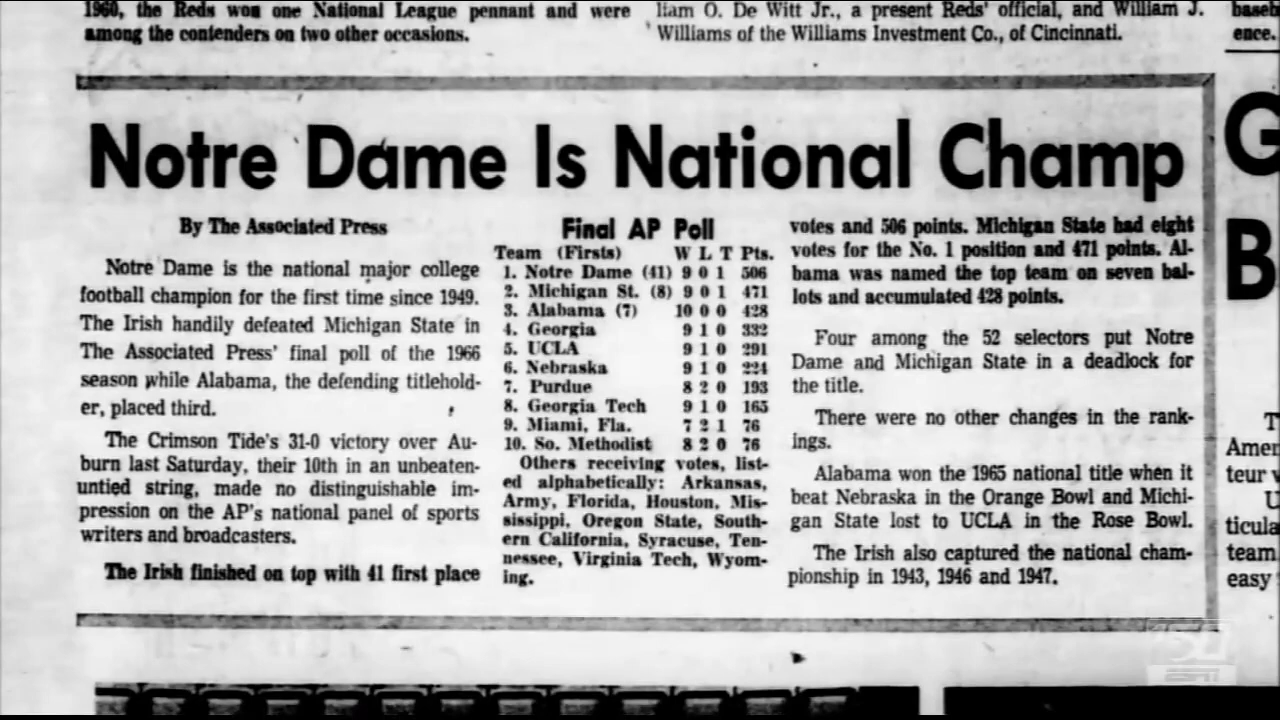 1960, the Reds won one National League pennant and were
among the contenders on two other occasions.
liam O. De Witt Jr., a present Reds' official, and William J.
Williams of the Williams Investment Co., of Cincinnati.
baseb
ence.
Notre Dame Is National Champ
By The Associated Press
Notre Dame is the national major college
football champion for the first time since 1949.
The Irish handily defeated Michigan State in
The Associated Press' final poll of the 1966
season while Alabama, the defending titlehold-
er, placed third.
The Crimson Tide's 31-0 victory over Au-
burn last Saturday, their 10th in an unbeaten-
untied string, made no distinguishable im-
pression on the AP's national panel of sports
writers and broadcasters.
The Irish finished on top with 41 first place
Final AP Poll
Team (Firsts) W L T Pts.
1. Notre Dame (41) 9 0 1 506
2. Michigan St. (8) 9 0 1 471
3. Alabama (7) 10 0 0 428
4. Georgia 9 1 0 332
5. UCLA 9 1 0 291
6. Nebraska 9 1 0 224
7. Purdue 8 2 0 193
8. Georgia Tech 9 1 0 165
9. Miami, Fla. 7 2 1 76
10. So. Methodist 8 2 0 76
Others receiving votes, list-
ed alphabetically: Arkansas,
Army, Florida, Houston, Mis-
sissippi, Oregon State, South-
ern California, Syracuse, Ten-
nessee, Virginia Tech, Wyom-
ing.
votes and 506 points. Michigan State had eight
votes for the No. 1 position and 471 points. Al-
bama was named the top team on seven bal-
lots and accumulated 428 points.
Four among the 52 selectors put Notre
Dame and Michigan State in a deadlock for
the title.
There were no other changes in the rank-
ings.
Alabama won the 1965 national title when it
beat Nebraska in the Orange Bowl and Michi-
gan State lost to UCLA in the Rose Bowl.
The Irish also captured the national cham-
pionship in 1943, 1946 and 1947.
G
B
T
Amer
teur
U
ticula
team
easy
30
ESPN